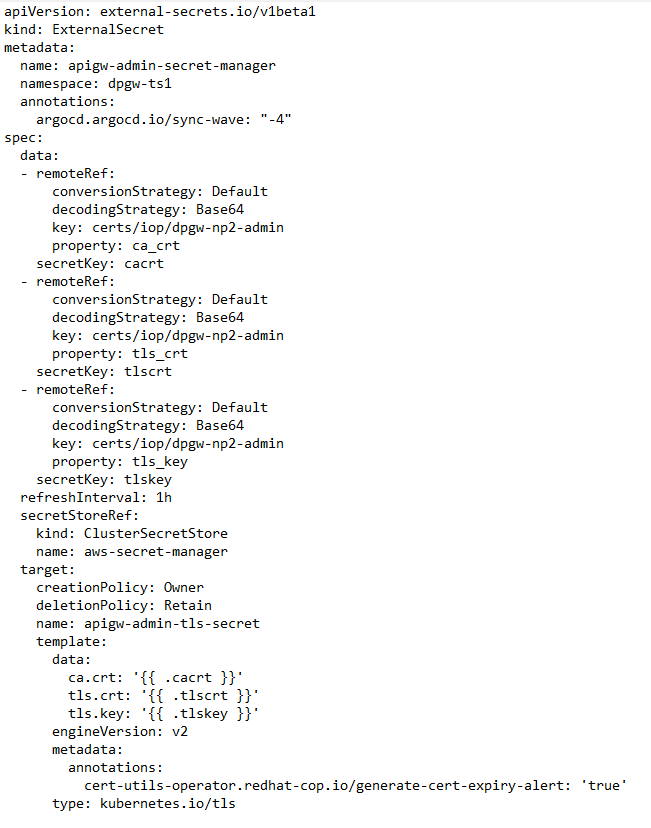 apiVersion: external-secrets.io/v1beta1
kind: ExternalSecret
metadata:
  name: apigw-admin-secret-manager
  namespace: dpgw-ts1
  annotations:
    argocd.argocd.io/sync-wave: "-4"
spec:
  data:
  - remoteRef:
      conversionStrategy: Default
      decodingStrategy: Base64
      key: certs/iop/dpgw-np2-admin
      property: ca_crt
    secretKey: cacrt
  - remoteRef:
      conversionStrategy: Default
      decodingStrategy: Base64
      key: certs/iop/dpgw-np2-admin
      property: tls_crt
    secretKey: tlscrt
  - remoteRef:
      conversionStrategy: Default
      decodingStrategy: Base64
      key: certs/iop/dpgw-np2-admin
      property: tls_key
    secretKey: tlskey
  refreshInterval: 1h
  secretStoreRef:
    kind: ClusterSecretStore
    name: aws-secret-manager
  target:
    creationPolicy: Owner
    deletionPolicy: Retain
    name: apigw-admin-tls-secret
    template:
      data:
        ca.crt: '{{ .cacrt }}'
        tls.crt: '{{ .tlscrt }}'
        tls.key: '{{ .tlskey }}'
      engineVersion: v2
      metadata:
        annotations:
          cert-utils-operator.redhat-cop.io/generate-cert-expiry-alert: 'true'
      type: kubernetes.io/tls